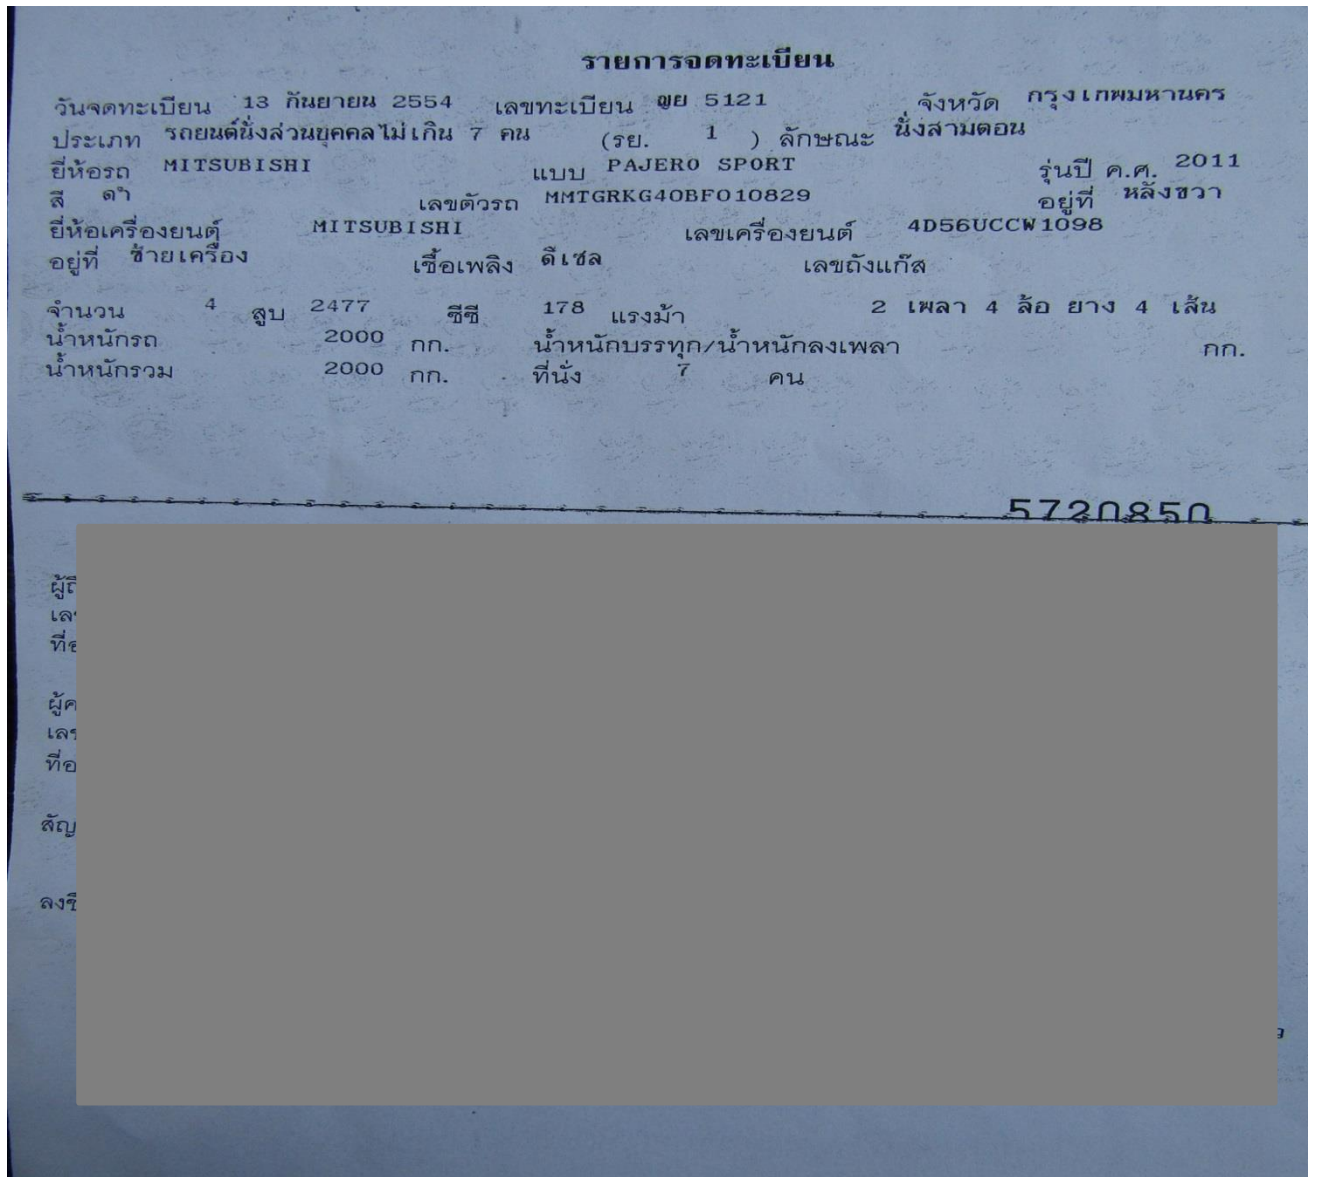 รายการจดทะเบียน
วันจดทะเบียน 13 กันยายน 2554 เลขทะเบียน ญย 5121 จังหวัด กรุงเทพมหานคร
ประเภท รถยนต์นั่งส่วนบุคคลไม่เกิน 7 คน (รย. 1 ) ลักษณะ นั่งสามตอน
ยี่ห้อรถ MITSUBISHI แบบ PAJERO SPORT รุ่นปี ค.ศ. 2011
สี ดำ เลขตัวรถ MMTGRKG40BF010829 อยู่ที่ หลังขวา
ยี่ห้อเครื่องยนต์ MITSUBISHI เลขเครื่องยนต์ 4D56UCCW1098
อยู่ที่ ซ้ายเครื่อง เชื้อเพลิง ดีเซล เลขถังแก๊ส
จำนวน 4 สูบ 2477 ซีซี 178 แรงม้า 2 เพลา 4 ล้อ ยาง 4 เส้น
น้ำหนักรถ 2000 กก. น้ำหนักบรรทุก/น้ำหนักลงเพลา กก.
น้ำหนักรวม 2000 กก. ที่นั่ง 7 คน
5720850